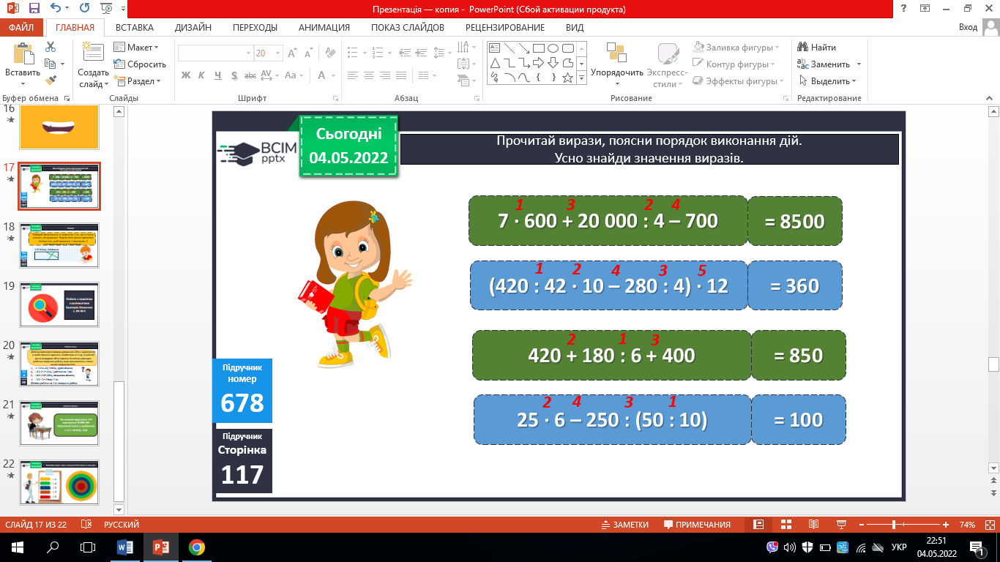 Презентація — копия - PowerPoint (Сбой активации продукта)
ФАЙЛ ГЛАВНАЯ ВСТАВКА ДИЗАЙН ПЕРЕХОДЫ АНИМАЦИЯ ПОКАЗ СЛАЙДОВ РЕЦЕНЗИРОВАНИЕ ВИД Вход
Вставить
Создать слайд
Макет
Сбросить
Раздел
20
Ж К Ч S abc AV Aa A
Упорядочить
Экспресс-стили
Заливка фигуры
Контур фигуры
Эффекты фигуры
Найти
Заменить
Выделить
Буфер обмена Слайды Шрифт Абзац Рисование Редактирование
16
17
18
19
20
21
22
ВСІМ
pptx
Сьогодні
04.05.2022
Прочитай вирази, поясни порядок виконання дій.
Усно знайди значення виразів.
1 3 2 4
7 · 600 + 20 000 : 4 – 700 = 8500
1 2 4 3 5
(420 : 42 · 10 – 280 : 4) · 12 = 360
2 1 3
420 + 180 : 6 + 400 = 850
2 4 3 1
25 · 6 – 250 : (50 : 10) = 100
Підручник
номер
678
Підручник
Сторінка
117
СЛАЙД 17 ИЗ 22 РУССКИЙ ЗАМЕТКИ ПРИМЕЧАНИЯ 74%
УКР
22:51
04.05.2022